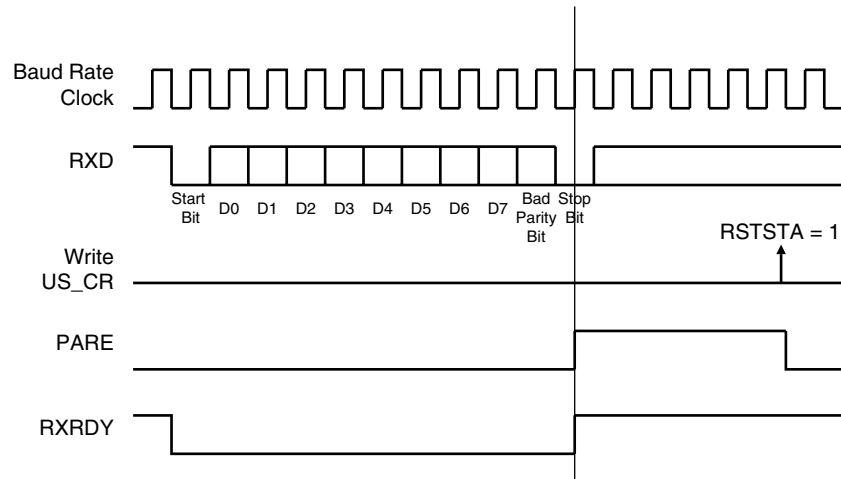 Baud Rate
Clock
RXD
Start
Bit
D0 D1 D2 D3 D4 D5 D6 D7
Bad
Parity
Bit
Stop
Bit
RSTSTA = 1
Write
US_CR
PARE
RXRDY